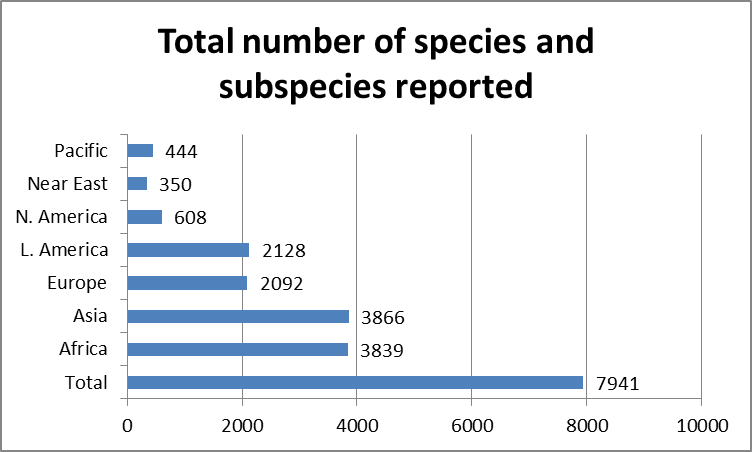 Total number of species and
subspecies reported
Pacific 444
Near East 350
N. America 608
L. America 2128
Europe 2092
Asia 3866
Africa 3839
Total 7941
0 2000 4000 6000 8000 10000